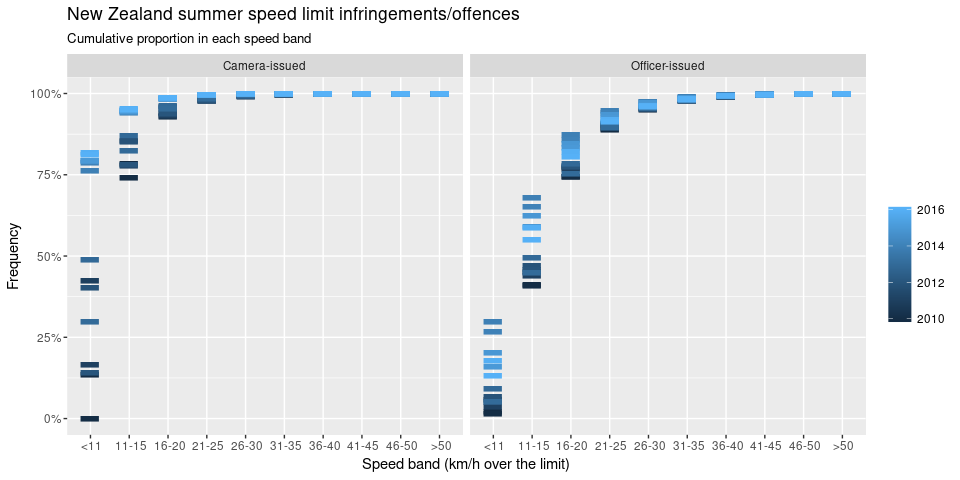 New Zealand summer speed limit infringements/offences
Cumulative proportion in each speed band
Camera-issued
Officer-issued
100%
75%
50%
25%
0%
Frequency
<11 11-15 16-20 21-25 26-30 31-35 36-40 41-45 46-50 >50
<11 11-15 16-20 21-25 26-30 31-35 36-40 41-45 46-50 >50
Speed band (km/h over the limit)
2016
2014
2012
2010